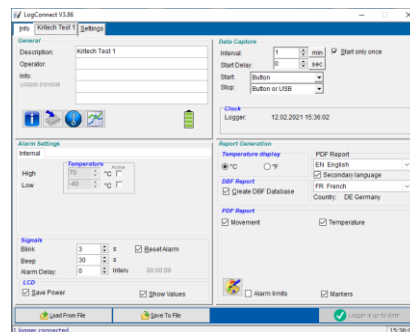 LogConnect V3.86
Info Kritech Test 1 Settings
General
Description: Kritech Test 1
Operator:
Info:
Data Capture
Interval: 1 min Start only once
Start Delay: 0 sec
Start: Button
Stop: Button or USB
Clock
Logger: 12.02.2021 15:36:02
Alarm Settings
Internal
Temperature Active
High 70 °C
Low -40 °C
Signals
Blink 3 s Reset Alarm
Beep 30 s
Alarm Delay: 0 Interv. 00:00:00
LCD
Save Power Show Values
Report Generation
Temperature display
°C °F
PDF Report
EN English
Secondary language
FR French
Country: DE Germany
DBF Report
Create DBF Database
PDF Report
Movement Temperature
Alarm limits Markers
Load From File Save To File Logger is up-to-date
1 logger connected